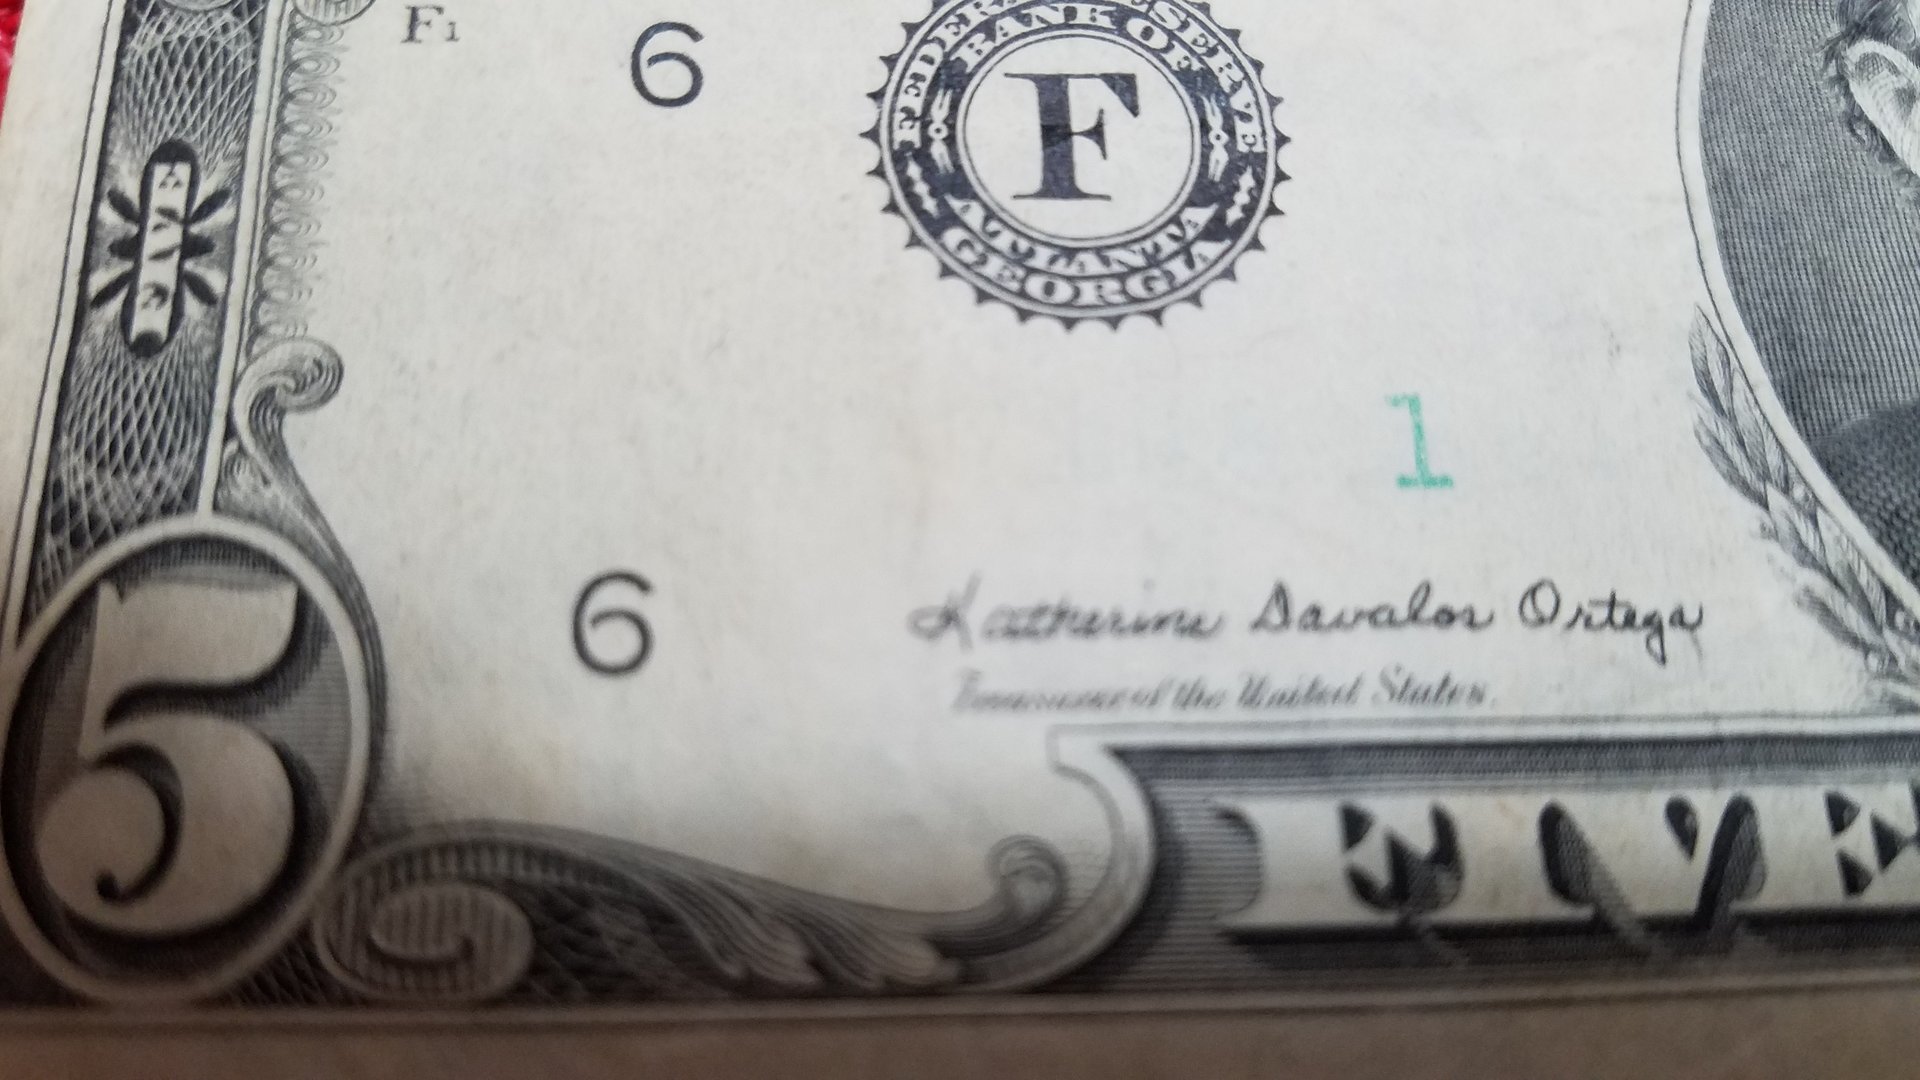 F1
6
FEDERAL RESERVE
BANK OF
F
ATLANTA
GEORGIA
FIVE
1
6
Katherine Davalos Ortega
Treasurer of the United States.
5
FIVE